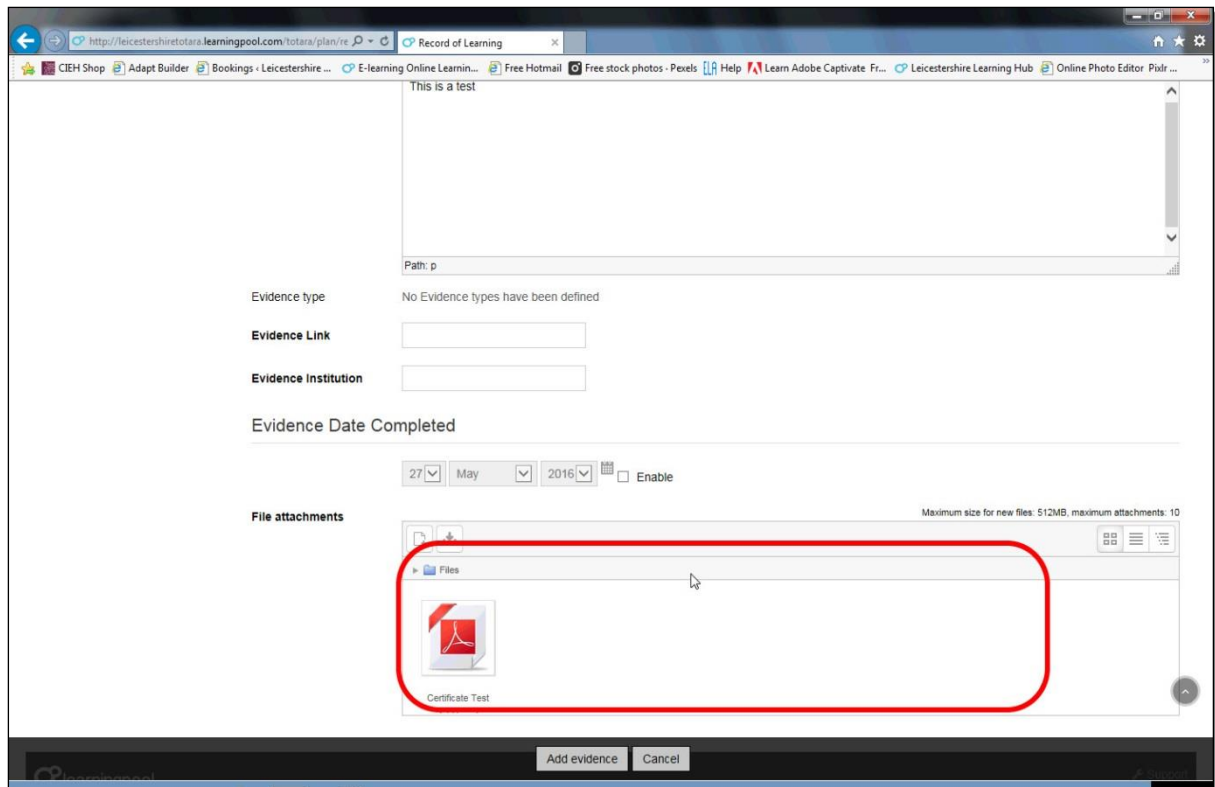 http://leicestershiretotara.learningpool.com/totara/plan/re
Record of Learning
CIEH Shop
Adapt Builder
Bookings ‹ Leicestershire ...
E-learning Online Learnin...
Free Hotmail
Free stock photos · Pexels
Help
Learn Adobe Captivate Fr...
Leicestershire Learning Hub
Online Photo Editor Pixlr ...
This is a test
Path: p
Evidence type
No Evidence types have been defined
Evidence Link
Evidence Institution
Evidence Date Completed
27 May 2016 Enable
File attachments
Maximum size for new files: 512MB, maximum attachments: 10
Files
Certificate Test
Add evidence Cancel
learningpool
Support